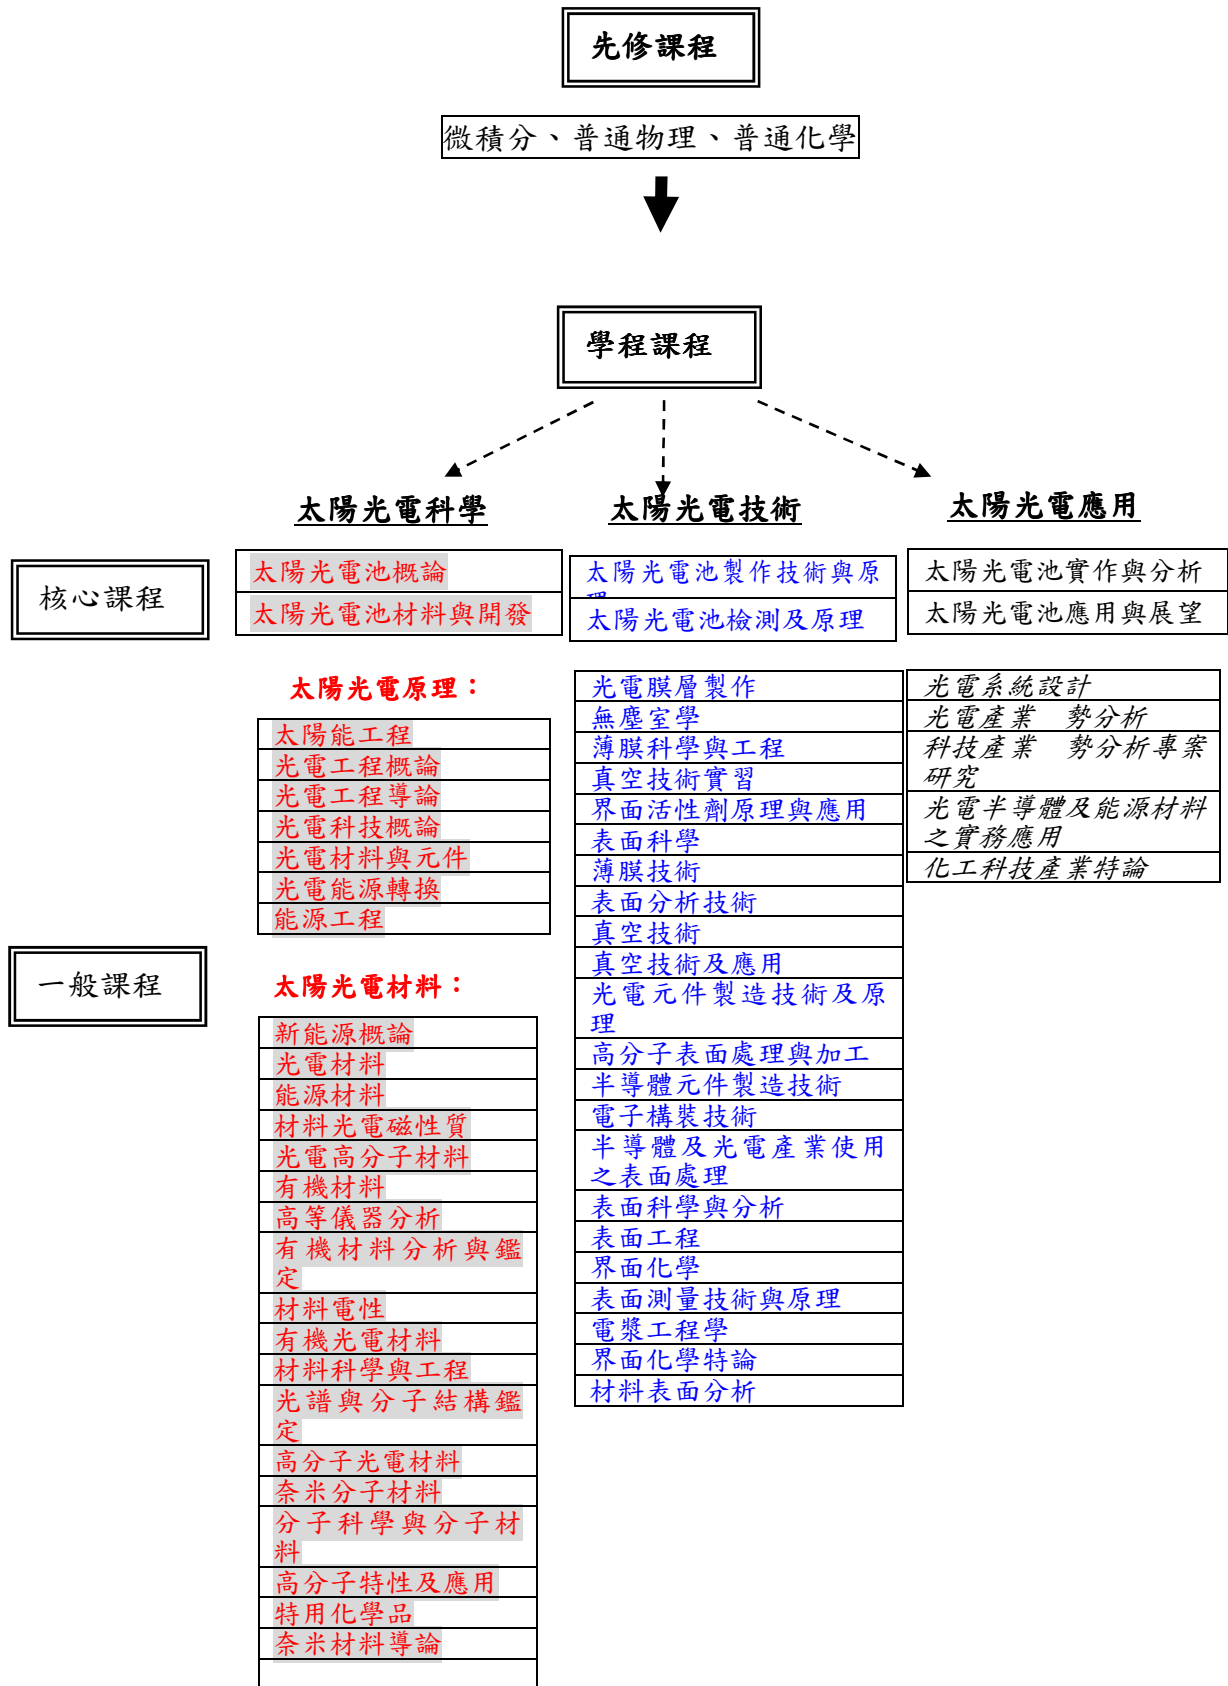 先修課程
微積分、普通物理、普通化學
學程課程
太陽光電科學
太陽光電技術
太陽光電應用
核心課程
太陽光電池概論
太陽光電池材料與開發
太陽光電池製作技術與原
太陽光電池檢測及原理
太陽光電池實作與分析
太陽光電池應用與展望
一般課程
太陽光電原理：
太陽能工程
光電工程概論
光電工程導論
光電科技概論
光電材料與元件
光電能源轉換
能源工程
太陽光電材料：
新能源概論
光電材料
能源材料
材料光電磁性質
光電高分子材料
有機材料
高等儀器分析
有機材料分析與鑑
定
材料電性
有機光電材料
材料科學與工程
光譜與分子結構鑑
定
高分子光電材料
奈米分子材料
分子科學與分子材
料
高分子特性及應用
特用化學品
奈米材料導論
光電膜層製作
無塵室學
薄膜科學與工程
真空技術實習
界面活性劑原理與應用
表面科學
薄膜技術
表面分析技術
真空技術
真空技術及應用
光電元件製造技術及原
理
高分子表面處理與加工
半導體元件製造技術
電子構裝技術
半導體及光電產業使用
之表面處理
表面科學與分析
表面工程
界面化學
表面測量技術與原理
電漿工程學
界面化學特論
材料表面分析
光電系統設計
光電產業　勢分析
科技產業　勢分析專案
研究
光電半導體及能源材料
之實務應用
化工科技產業特論